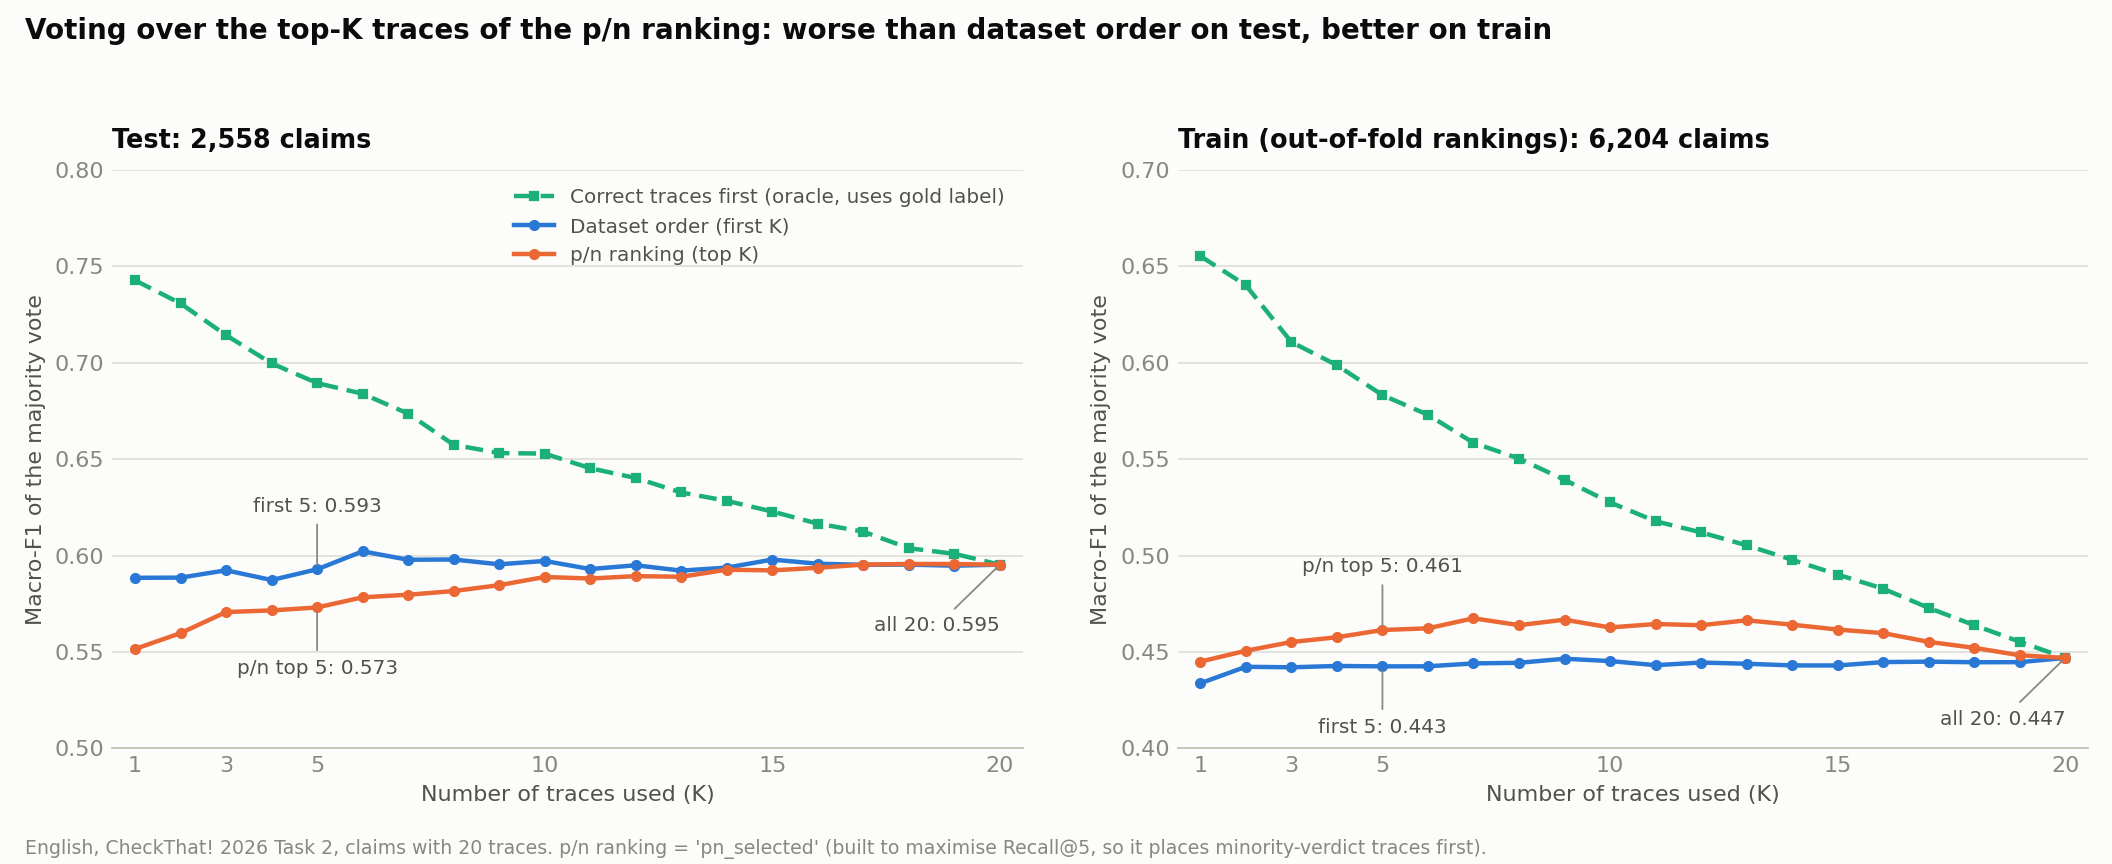 Voting over the top-K traces of the p/n ranking: worse than dataset order on test, better on train
Test: 2,558 claims
0.80
0.75
0.70
0.65
0.60
0.55
0.50
Macro-F1 of the majority vote
Correct traces first (oracle, uses gold label)
Dataset order (first K)
p/n ranking (top K)
first 5: 0.593
p/n top 5: 0.573
all 20: 0.595
1 3 5 10 15 20
Number of traces used (K)
Train (out-of-fold rankings): 6,204 claims
0.70
0.65
0.60
0.55
0.50
0.45
0.40
Macro-F1 of the majority vote
p/n top 5: 0.461
first 5: 0.443
all 20: 0.447
1 3 5 10 15 20
Number of traces used (K)
English, CheckThat! 2026 Task 2, claims with 20 traces. p/n ranking = 'pn_selected' (built to maximise Recall@5, so it places minority-verdict traces first).